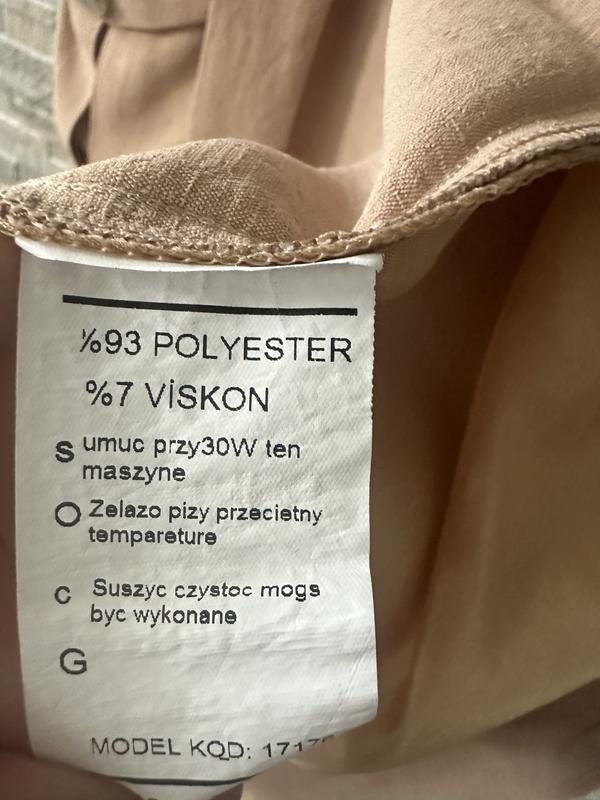 %93 POLYESTER
%7 VİSKON
S umuc przy30W ten
maszyne
O Zelazo pizy przecietny
tempareture
C Suszyc czystoc mogs
byc wykonane
G
MODEL KQD: